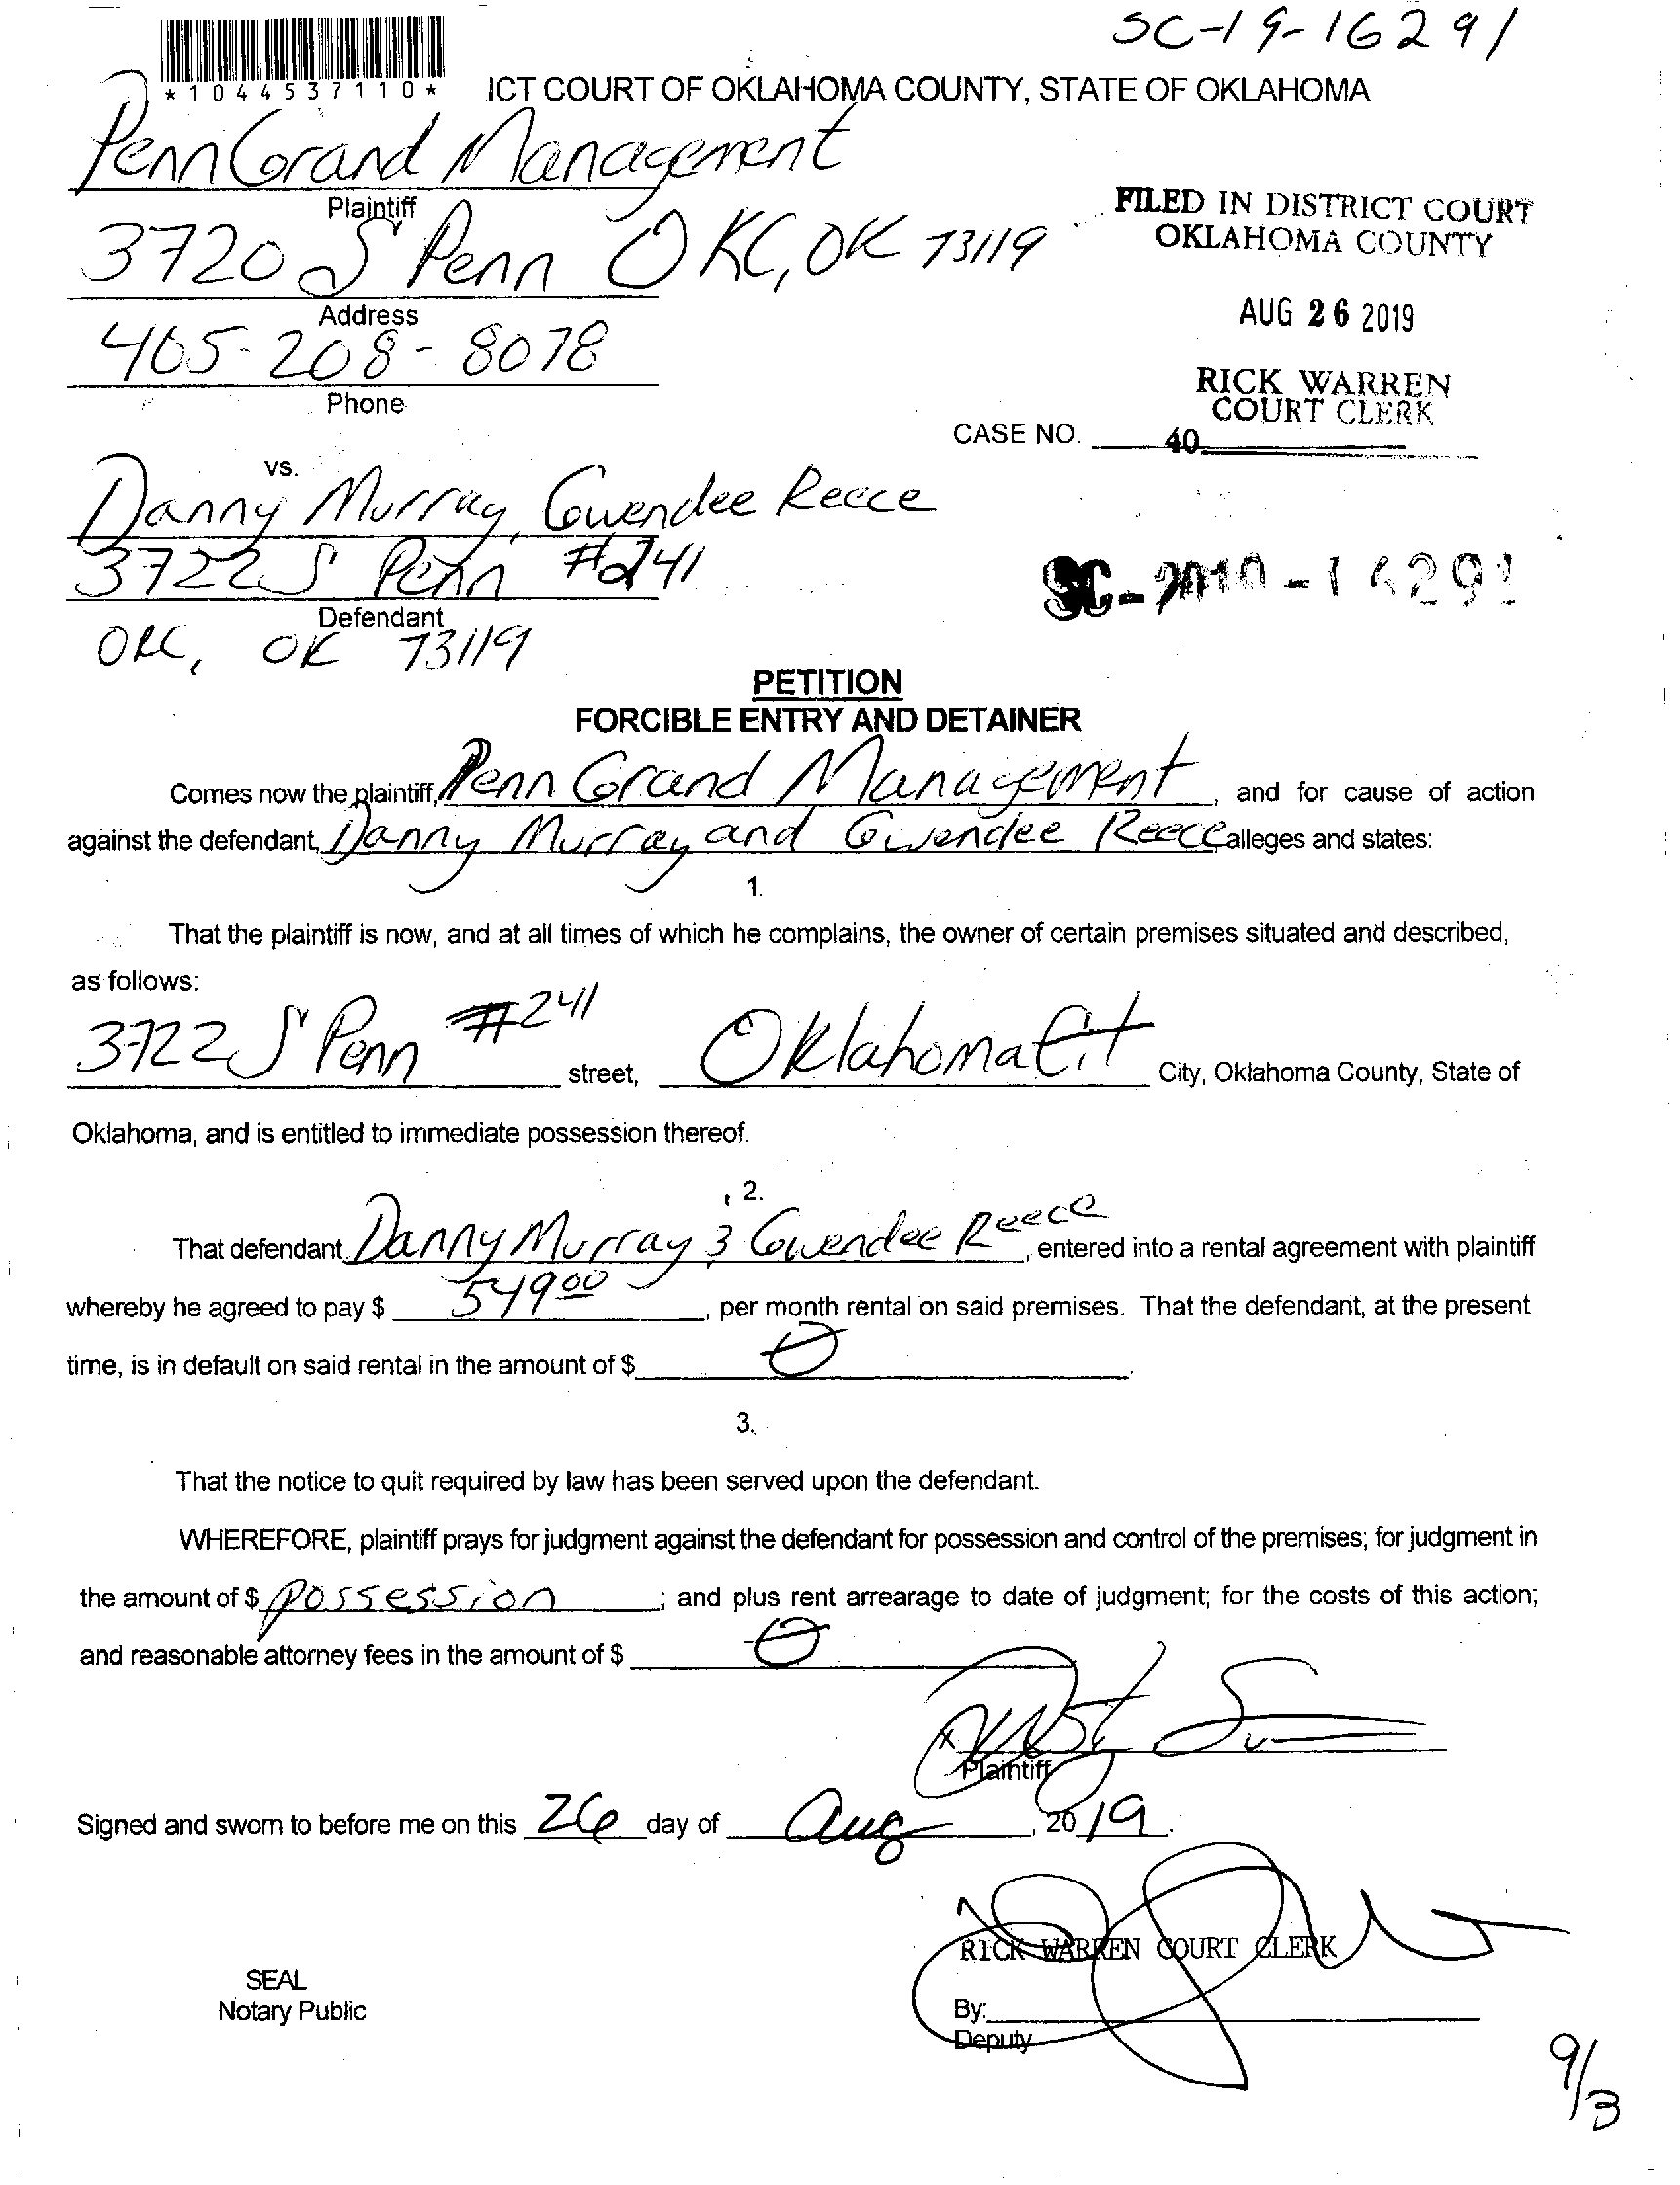 SC-19-16291
*1044537110*
ICT COURT OF OKLAHOMA COUNTY, STATE OF OKLAHOMA
Penn Grand Management
Plaintiff
FILED IN DISTRICT COURT
OKLAHOMA COUNTY
3720 S Penn OKC, OK 73119
Address
AUG 26 2019
405-208-8078
Phone
RICK WARREN
COURT CLERK
CASE NO.
40
vs.
Danny Murray, Gwendee Reece
3722 S Penn #241
Defendant
OKC, OK 73119
PETITION
FORCIBLE ENTRY AND DETAINER
Comes now the plaintiff, Penn Grand Management, and for cause of action
against the defendant, Danny Murray and Gwendee Reece alleges and states:
1.
That the plaintiff is now, and at all times of which he complains, the owner of certain premises situated and described,
as follows:
3722 S Penn #241 street, Oklahoma Cit City, Oklahoma County, State of
Oklahoma, and is entitled to immediate possession thereof.
2.
That defendant Danny Murray & Gwendee Reece, entered into a rental agreement with plaintiff
whereby he agreed to pay $ 549 00, per month rental on said premises. That the defendant, at the present
time, is in default on said rental in the amount of $ 0.
3.
That the notice to quit required by law has been served upon the defendant.
WHEREFORE, plaintiff prays for judgment against the defendant for possession and control of the premises; for judgment in
the amount of $ possession; and plus rent arrearage to date of judgment; for the costs of this action;
and reasonable attorney fees in the amount of $ 0
Plaintiff
Signed and sworn to before me on this 26 day of Aug, 2019.
RICK WARREN COURT CLERK
SEAL
Notary Public
By:
Deputy
9/3